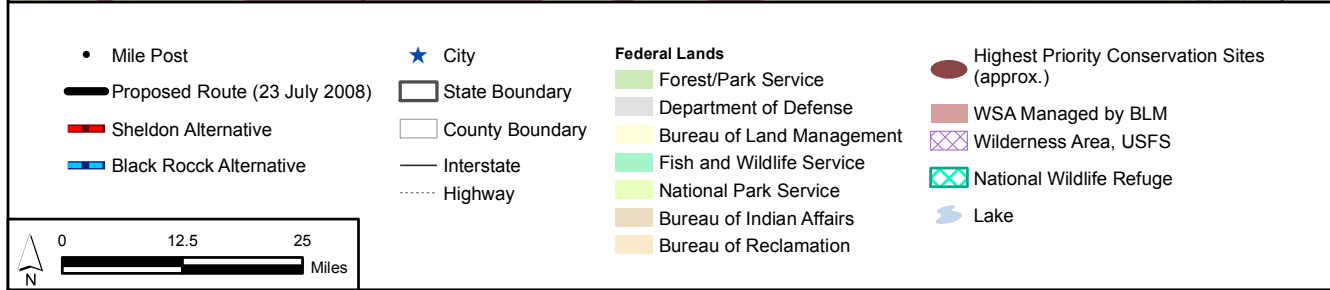 Mile Post
Proposed Route (23 July 2008)
Sheldon Alternative
Black Rocck Alternative
City
State Boundary
County Boundary
Interstate
Highway
Federal Lands
Forest/Park Service
Department of Defense
Bureau of Land Management
Fish and Wildlife Service
National Park Service
Bureau of Indian Affairs
Bureau of Reclamation
Highest Priority Conservation Sites
(approx.)
WSA Managed by BLM
Wilderness Area, USFS
National Wildlife Refuge
Lake
0 12.5 25
Miles
N